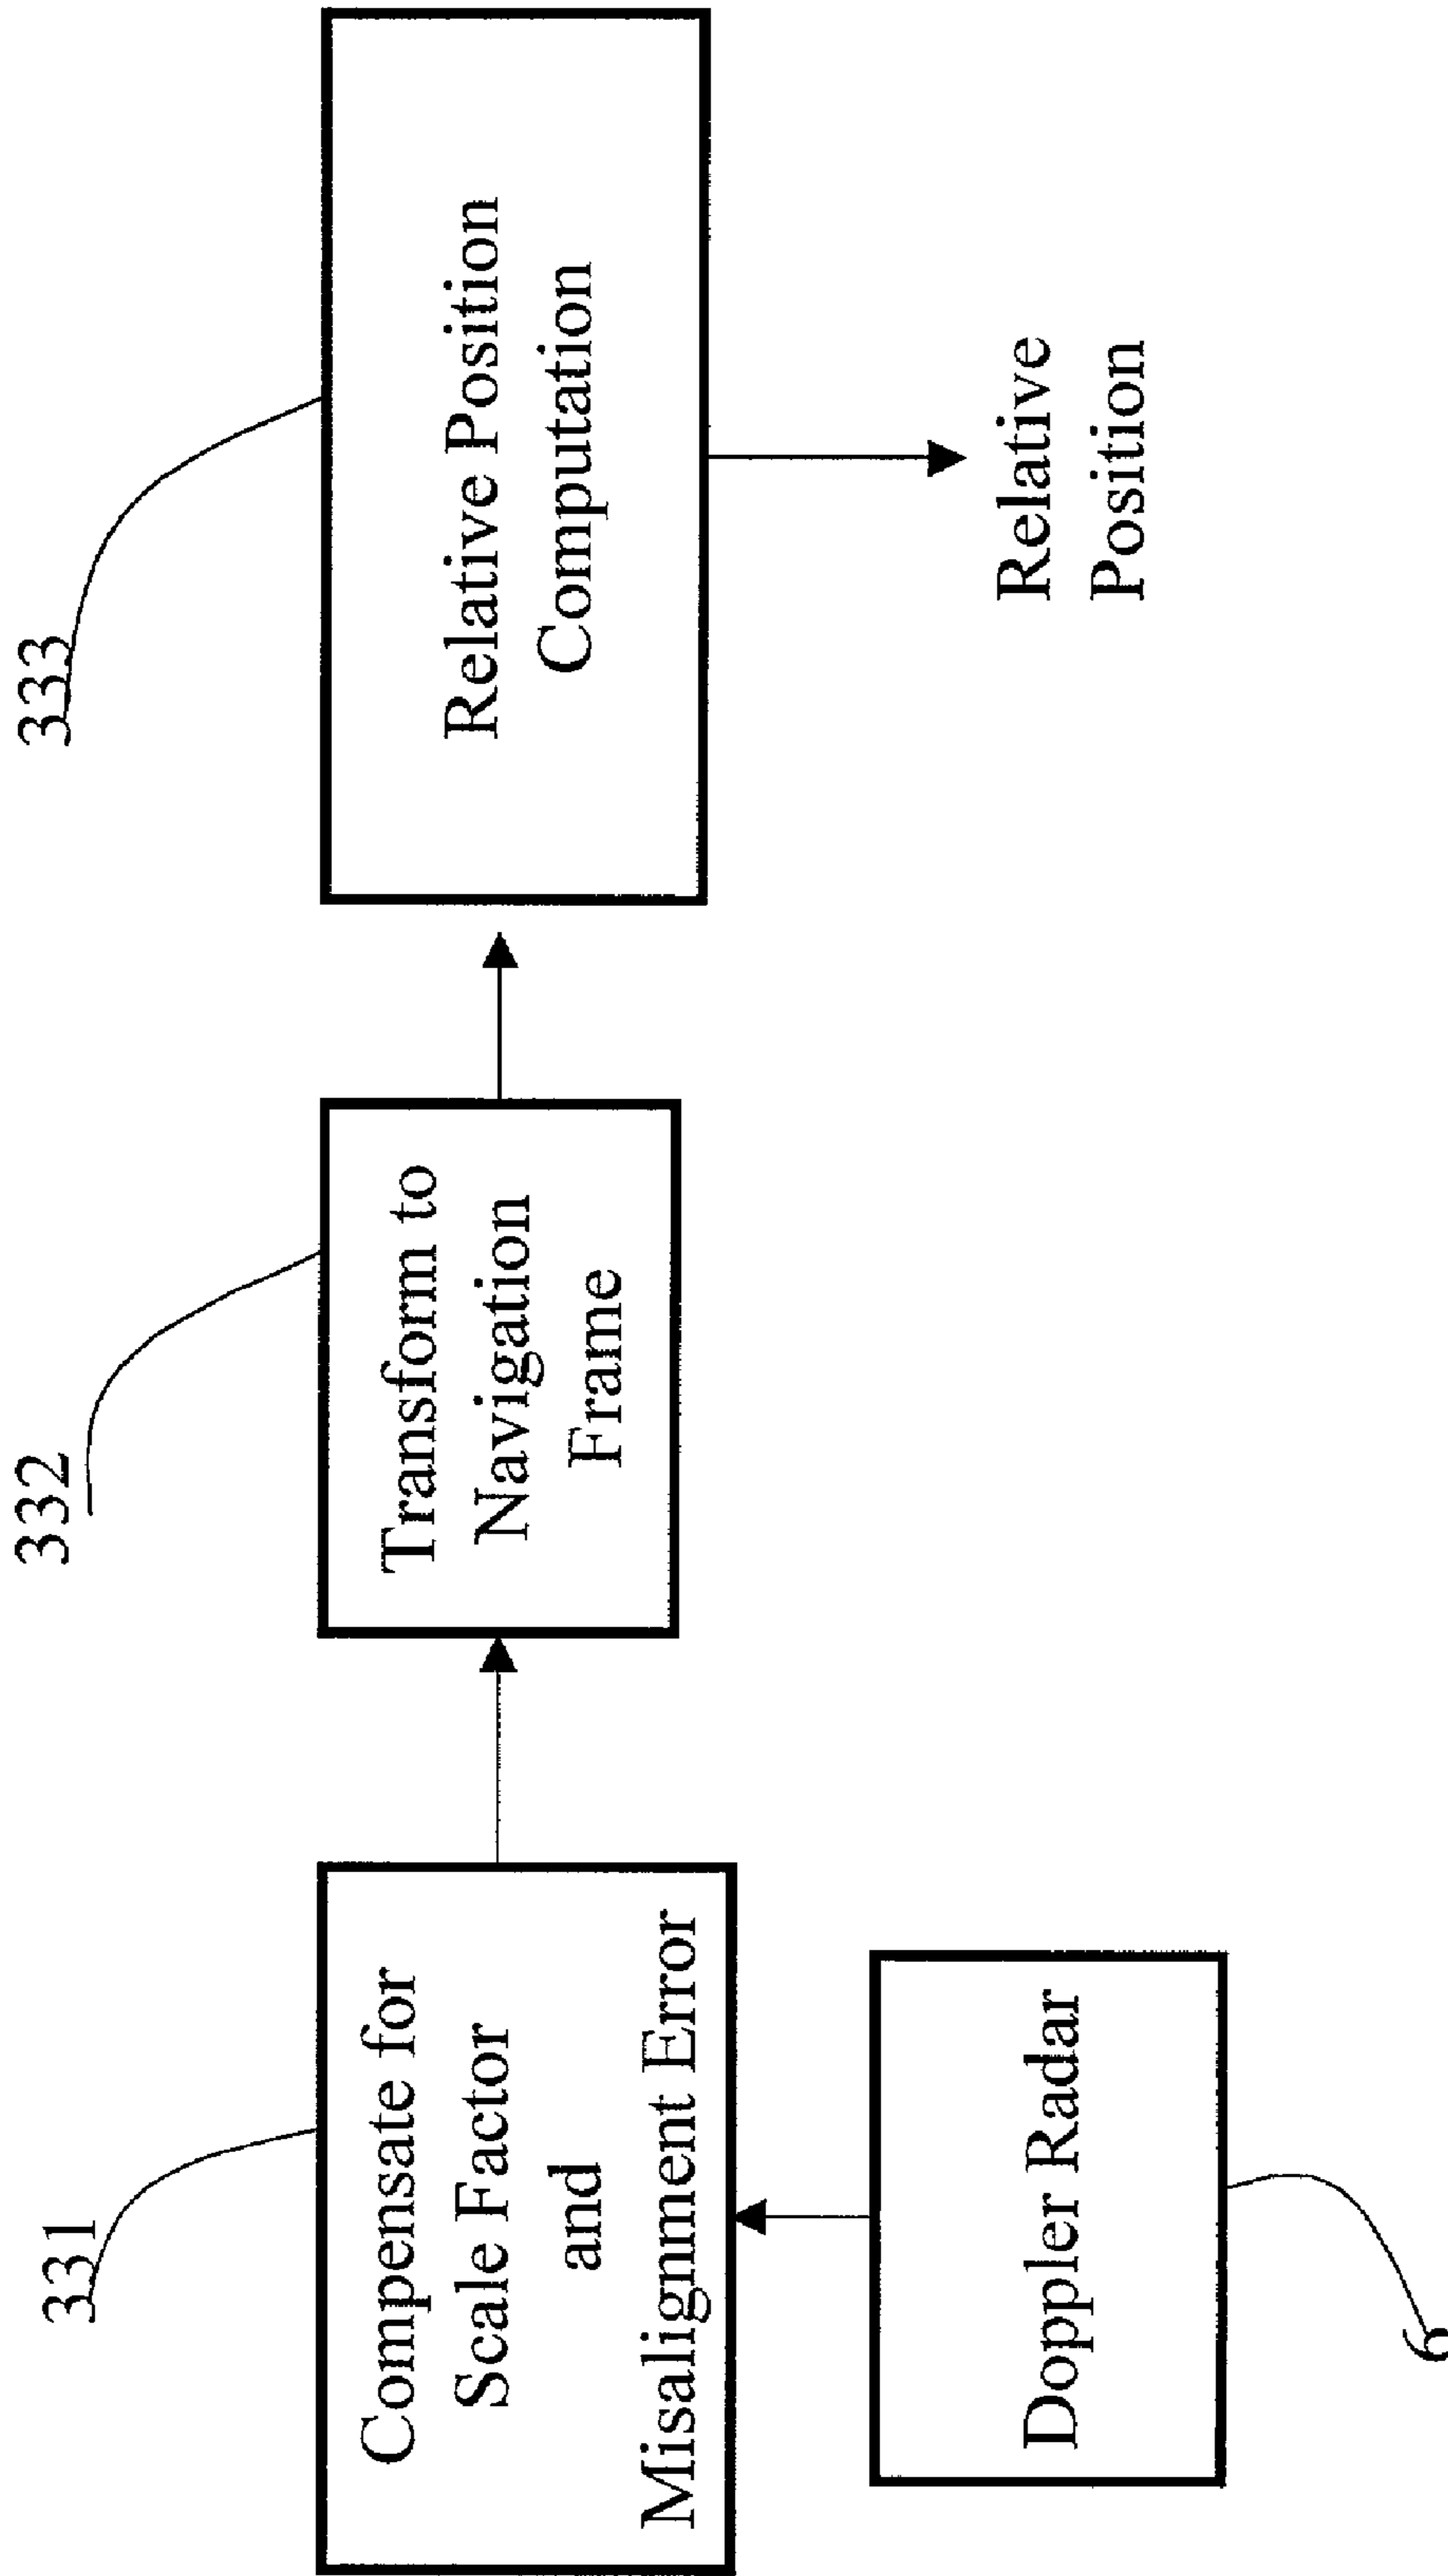 331
Compensate for
Scale Factor
and
Misalignment Error
332
Transform to
Navigation
Frame
333
Relative Position
Computation
Doppler Radar
6
Relative
Position